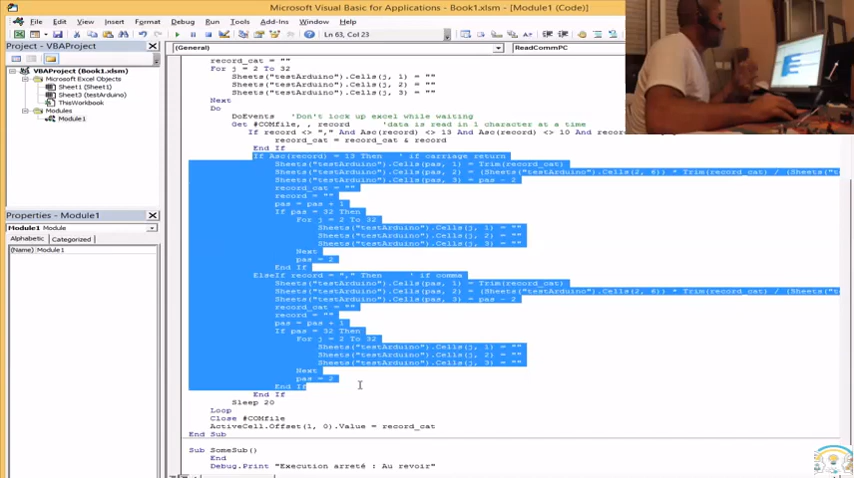 Microsoft Visual Basic for Applications - Book1.xlsm - [Module1 (Code)]
File Edit View Insert Format Debug Run Tools Add-Ins Window Help
Ln 63, Col 23
Project - VBAProject
(General)
ReadCommPC
VBAProject (Book1.xlsm)
Microsoft Excel Objects
Sheet1 (Sheet1)
Sheet3 (testArduino)
ThisWorkbook
Modules
Module1
Properties - Module1
Module1 Module
Alphabetic Categorized
(Name) Module1
record_cat = ""
For j = 2 To 32
Sheets("testArduino").Cells(j, 1) = ""
Sheets("testArduino").Cells(j, 2) = ""
Sheets("testArduino").Cells(j, 3) = ""
Next
Do
DoEvents 'Don't lock up excel while waiting
Get #COMfile, , record 'data is read in 1 character at a time
If record <> "," And Asc(record) <> 13 And Asc(record) <> 10 And reco
record_cat = record_cat & record
End If
If Asc(record) = 13 Then ' if carriage return
Sheets("testArduino").Cells(pas, 1) = Trim(record_cat)
Sheets("testArduino").Cells(pas, 2) = (Sheets("testArduino").Cells(2, 6)) * Trim(record_cat) / (Sheets("te
Sheets("testArduino").Cells(pas, 3) = pas - 2
record_cat = ""
record = ""
pas = pas + 1
If pas = 32 Then
For j = 2 To 32
Sheets("testArduino").Cells(j, 1) = ""
Sheets("testArduino").Cells(j, 2) = ""
Sheets("testArduino").Cells(j, 3) = ""
Next
pas = 2
End If
ElseIf record = "," Then ' if comma
Sheets("testArduino").Cells(pas, 1) = Trim(record_cat)
Sheets("testArduino").Cells(pas, 2) = (Sheets("testArduino").Cells(2, 6)) * Trim(record_cat) / (Sheets("te
Sheets("testArduino").Cells(pas, 3) = pas - 2
record_cat = ""
record = ""
pas = pas + 1
If pas = 32 Then
For j = 2 To 32
Sheets("testArduino").Cells(j, 1) = ""
Sheets("testArduino").Cells(j, 2) = ""
Sheets("testArduino").Cells(j, 3) = ""
Next
pas = 2
End If
End If
Sleep 20
Loop
Close #COMfile
ActiveCell.Offset(1, 0).Value = record_cat
End Sub
Sub SomeSub()
End
Debug.Print "Execution arreté : Au revoir"